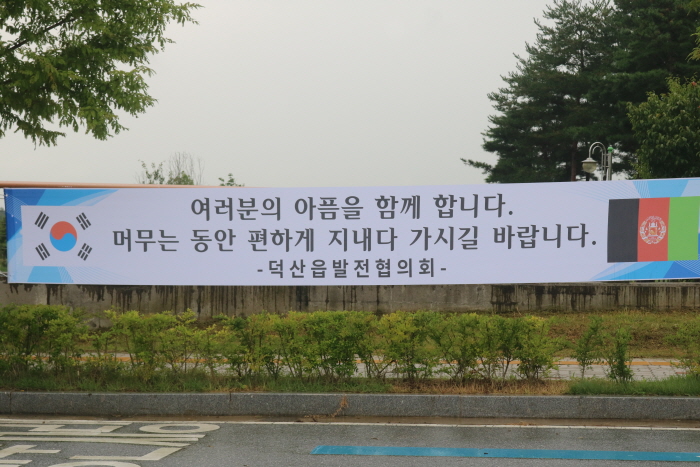 여러분의 아픔을 함께 합니다.
머무는 동안 편하게 지내다 가시길 바랍니다.
-덕산읍발전협의회-